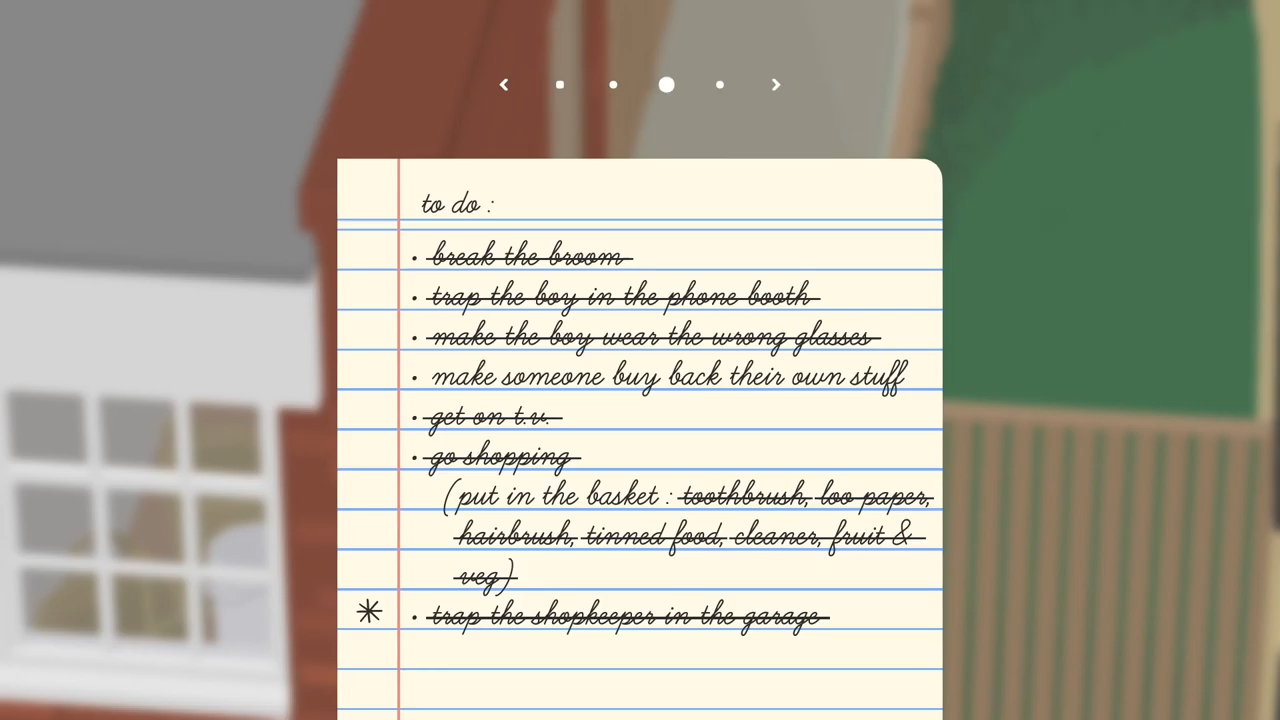 to do :
• break the broom
• trap the boy in the phone booth
• make the boy wear the wrong glasses
• make someone buy back their own stuff
• get on t.v.
• go shopping
(put in the basket : toothbrush, loo paper,
hairbrush, tinned food, cleaner, fruit &
veg)
• trap the shopkeeper in the garage